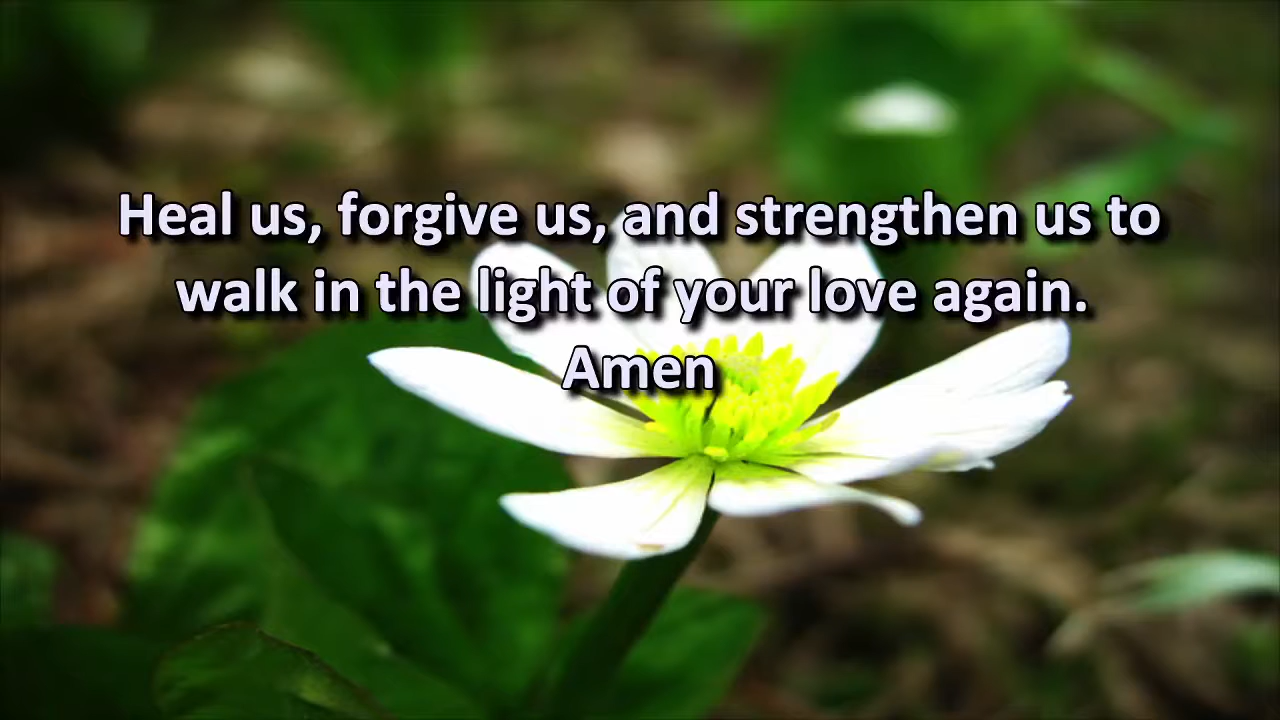 Heal us, forgive us, and strengthen us to
walk in the light of your love again.
Amen